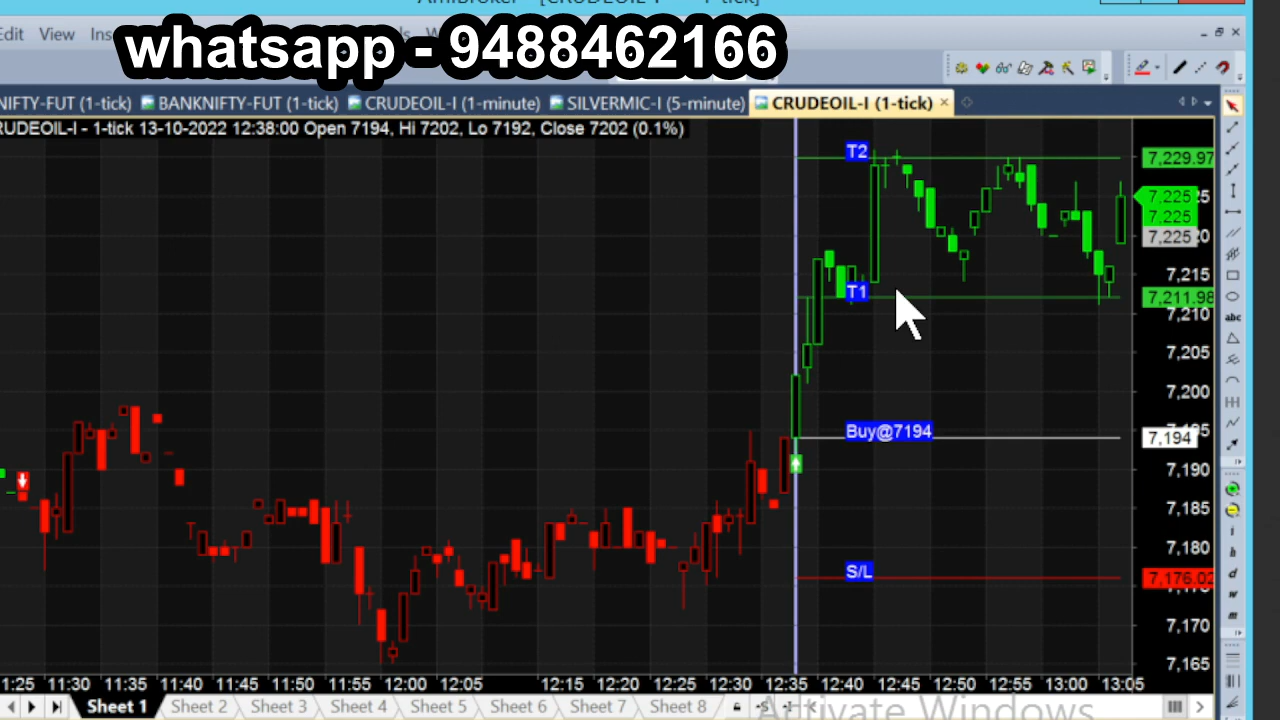 whatsapp - 9488462166
Edit View
NIFTY-FUT (1-tick) BANKNIFTY-FUT (1-tick) CRUDEOIL-I (1-minute) SILVERMIC-I (5-minute) CRUDEOIL-I (1-tick)
RUDEOIL-I - 1-tick 13-10-2022 12:38:00 Open 7194, Hi 7202, Lo 7192, Close 7202 (0.1%)
T2
7,229.97
7,225
7,225
7,225
7,215
T1
7,211.98
7,210
7,205
7,200
Buy@7194
7,194
7,190
7,185
7,180
S/L
7,176.02
7,170
7,165
abc
i
h
d
w
m
11:25 11:30 11:35 11:40 11:45 11:50 11:55 12:00 12:05 12:15 12:20 12:25 12:30 12:35 12:40 12:45 12:50 12:55 13:00 13:05
Sheet 1 Sheet 2 Sheet 3 Sheet 4 Sheet 5 Sheet 6 Sheet 7 Sheet 8
Activate Windows